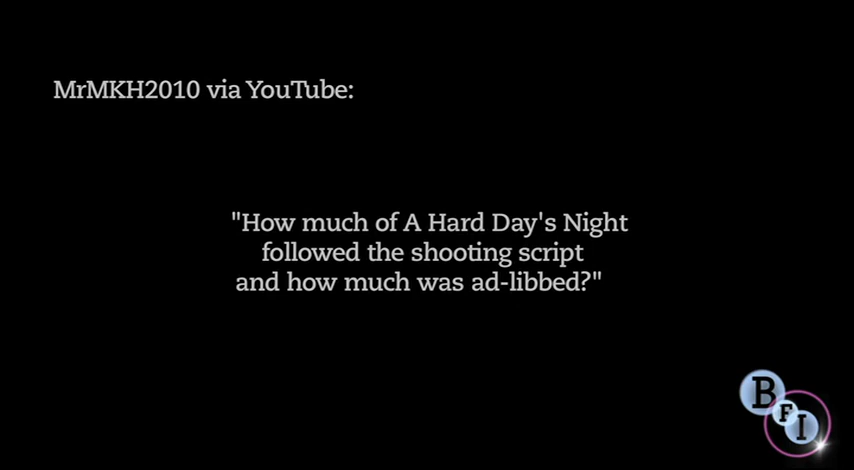 MrMKH2010 via YouTube:
"How much of A Hard Day's Night
followed the shooting script
and how much was ad-libbed?"
BFI